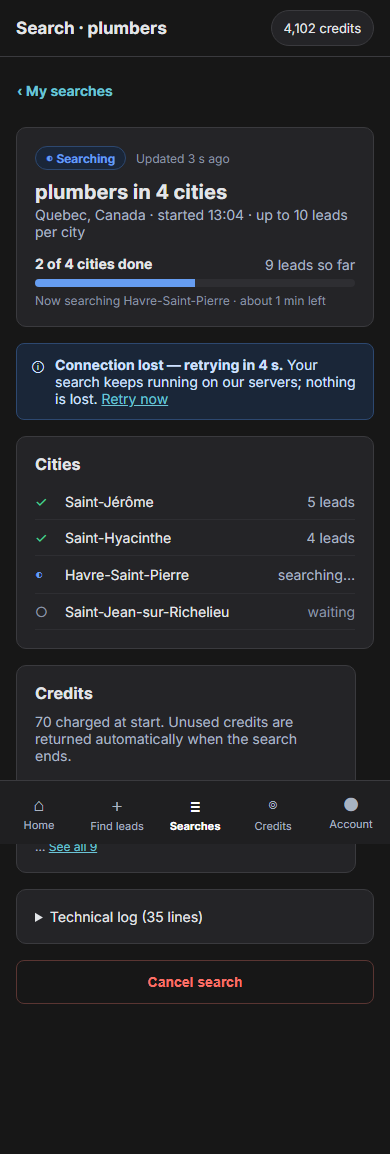 Search · plumbers
4,102 credits
‹ My searches
Searching
Updated 3 s ago
plumbers in 4 cities
Quebec, Canada · started 13:04 · up to 10 leads
per city
2 of 4 cities done
9 leads so far
Now searching Havre-Saint-Pierre · about 1 min left
Connection lost — retrying in 4 s. Your
search keeps running on our servers; nothing
is lost. Retry now
Cities
Saint-Jérôme
5 leads
Saint-Hyacinthe
4 leads
Havre-Saint-Pierre
searching…
Saint-Jean-sur-Richelieu
waiting
Credits
70 charged at start. Unused credits are
returned automatically when the search
ends.
Home
Find leads
Searches
Credits
Account
… See all 9
Technical log (35 lines)
Cancel search